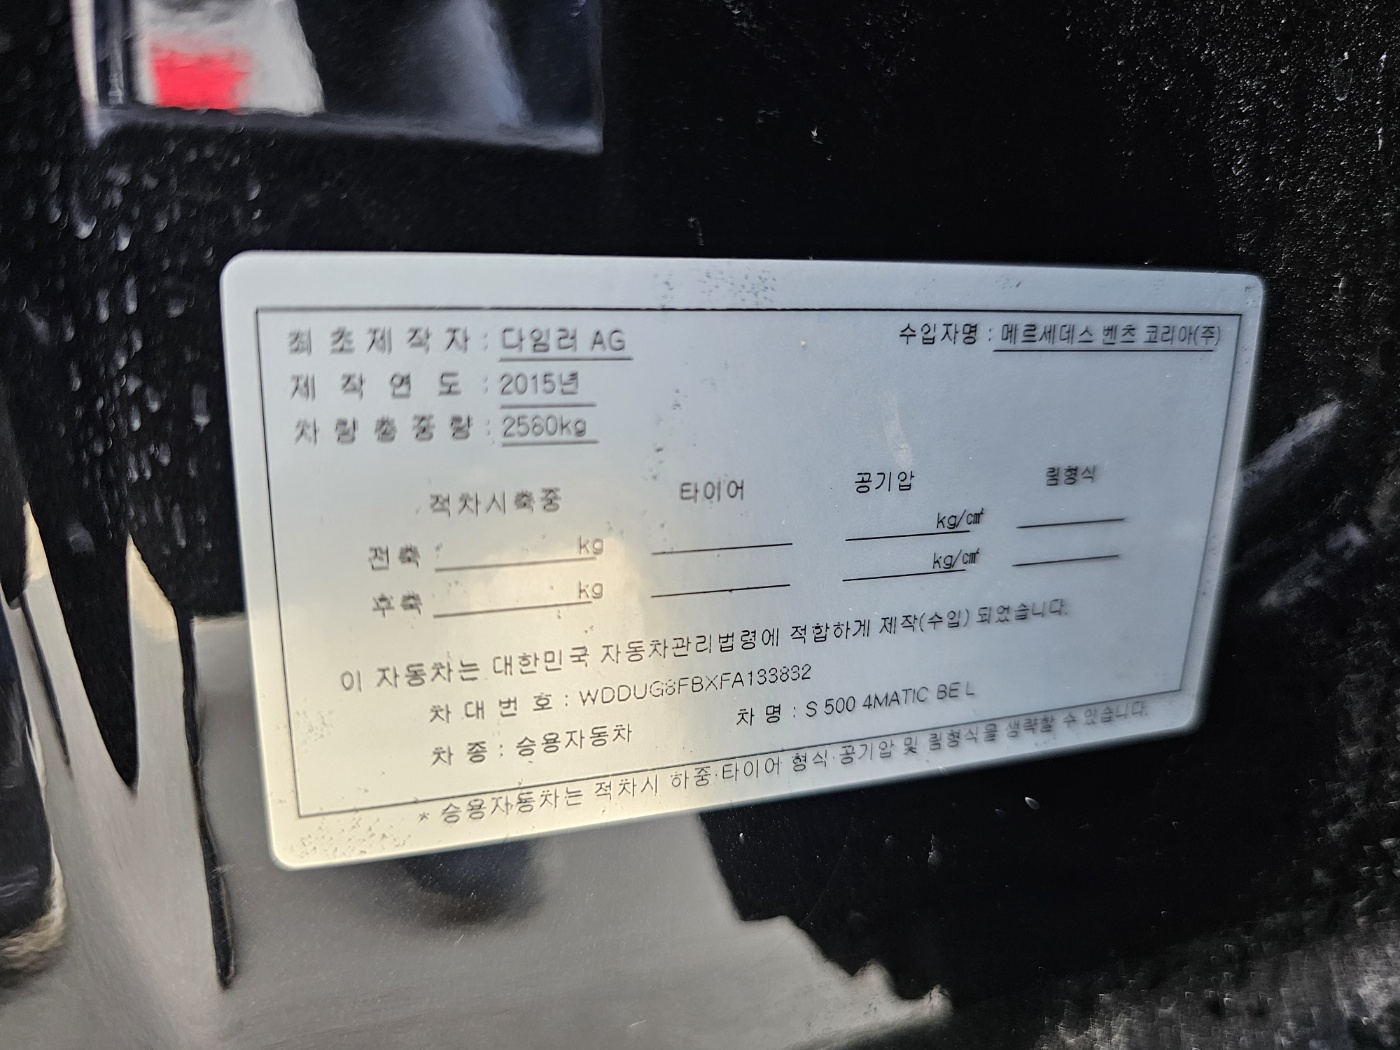 최초제작자 : 다임러 AG 수입자명 : 메르세데스 벤츠 코리아(주)
제작연도 : 2015년
차량총중량 : 2560kg
적차시축중 타이어 공기압 림형식
전축 : kg kg/㎠
후축 kg kg/㎠
이 자동차는 대한민국 자동차관리법령에 적합하게 제작(수입) 되었습니다.
차대번호 : WDDUG8FBXFA133832
차종 : 승용자동차 차명 : S 500 4MATIC BE L
* 승용자동차는 적차시 하중·타이어 형식·공기압 및 림형식을 생략할 수 있습니다.